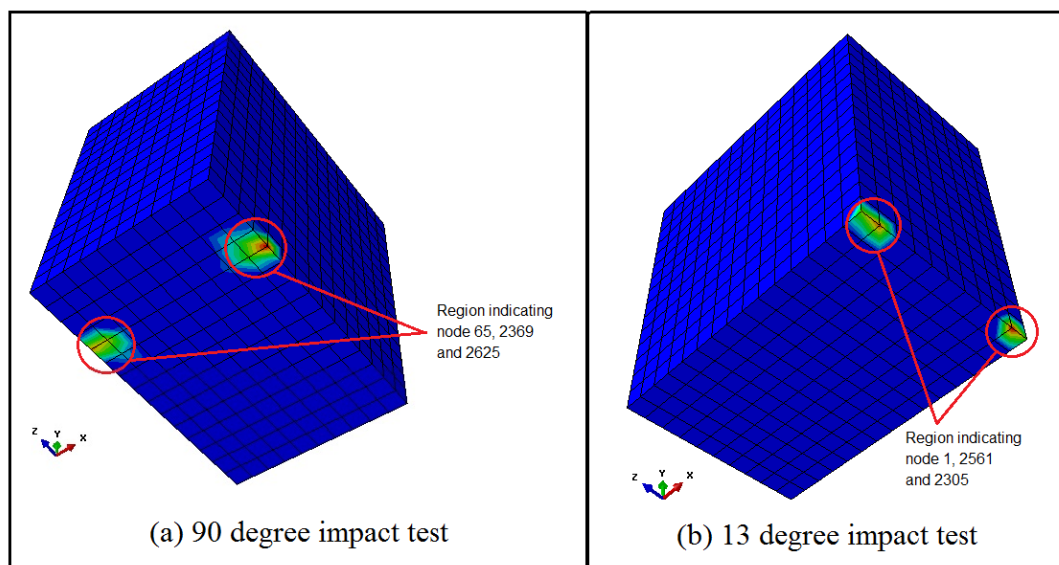 Region indicating
node 65, 2369
and 2625
Z Y X
(a) 90 degree impact test
Region indicating
node 1, 2561
and 2305
Z Y X
(b) 13 degree impact test